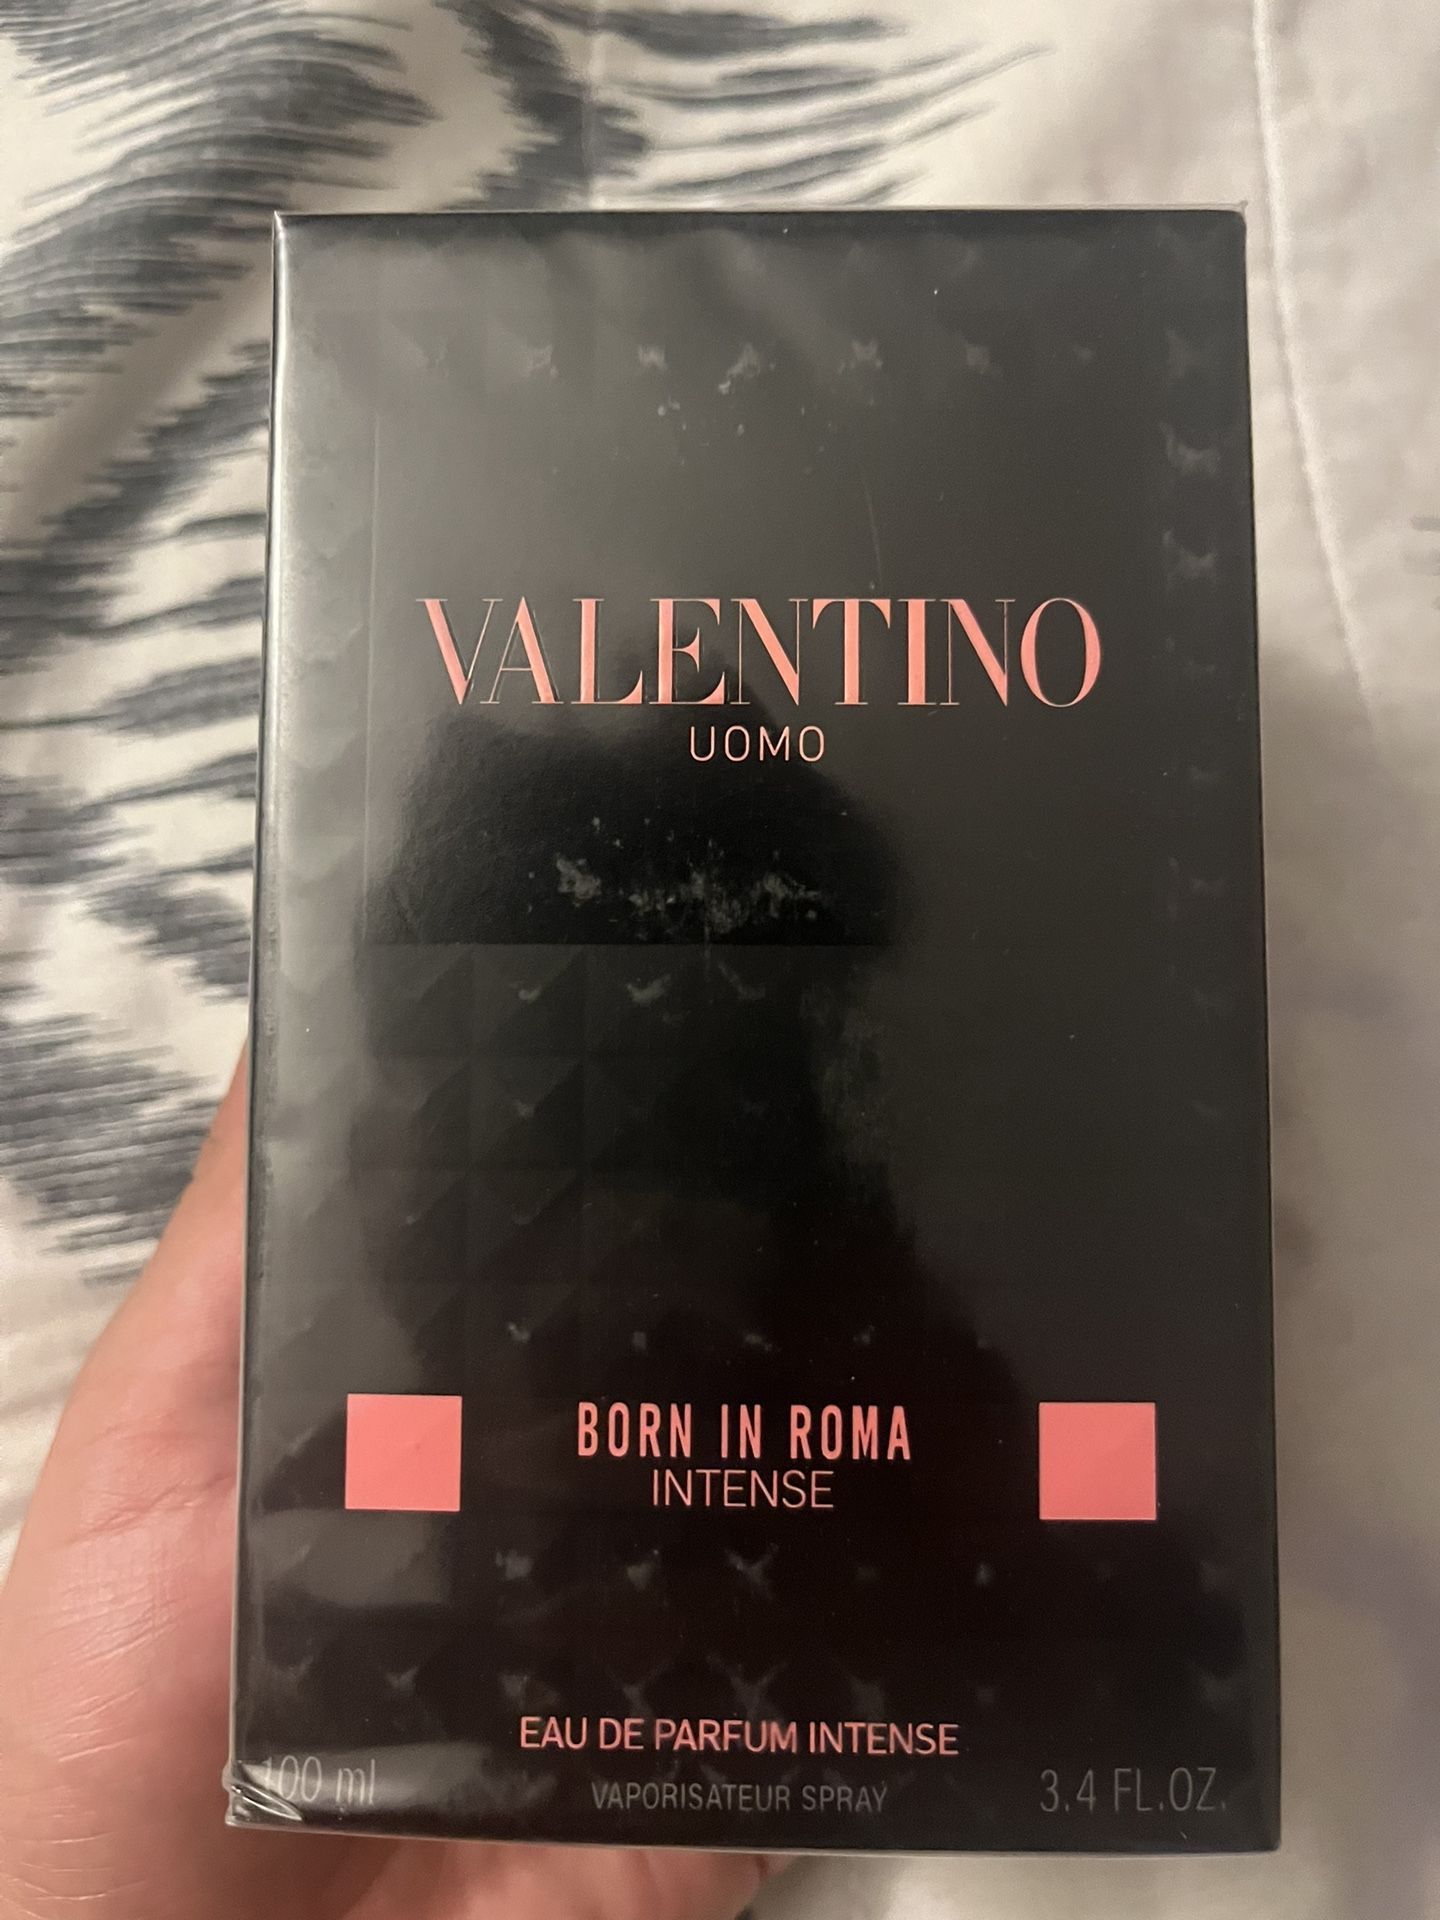 VALENTINO
UOMO
BORN IN ROMA
INTENSE
EAU DE PARFUM INTENSE
100 ml VAPORISATEUR SPRAY 3.4 FL.OZ.